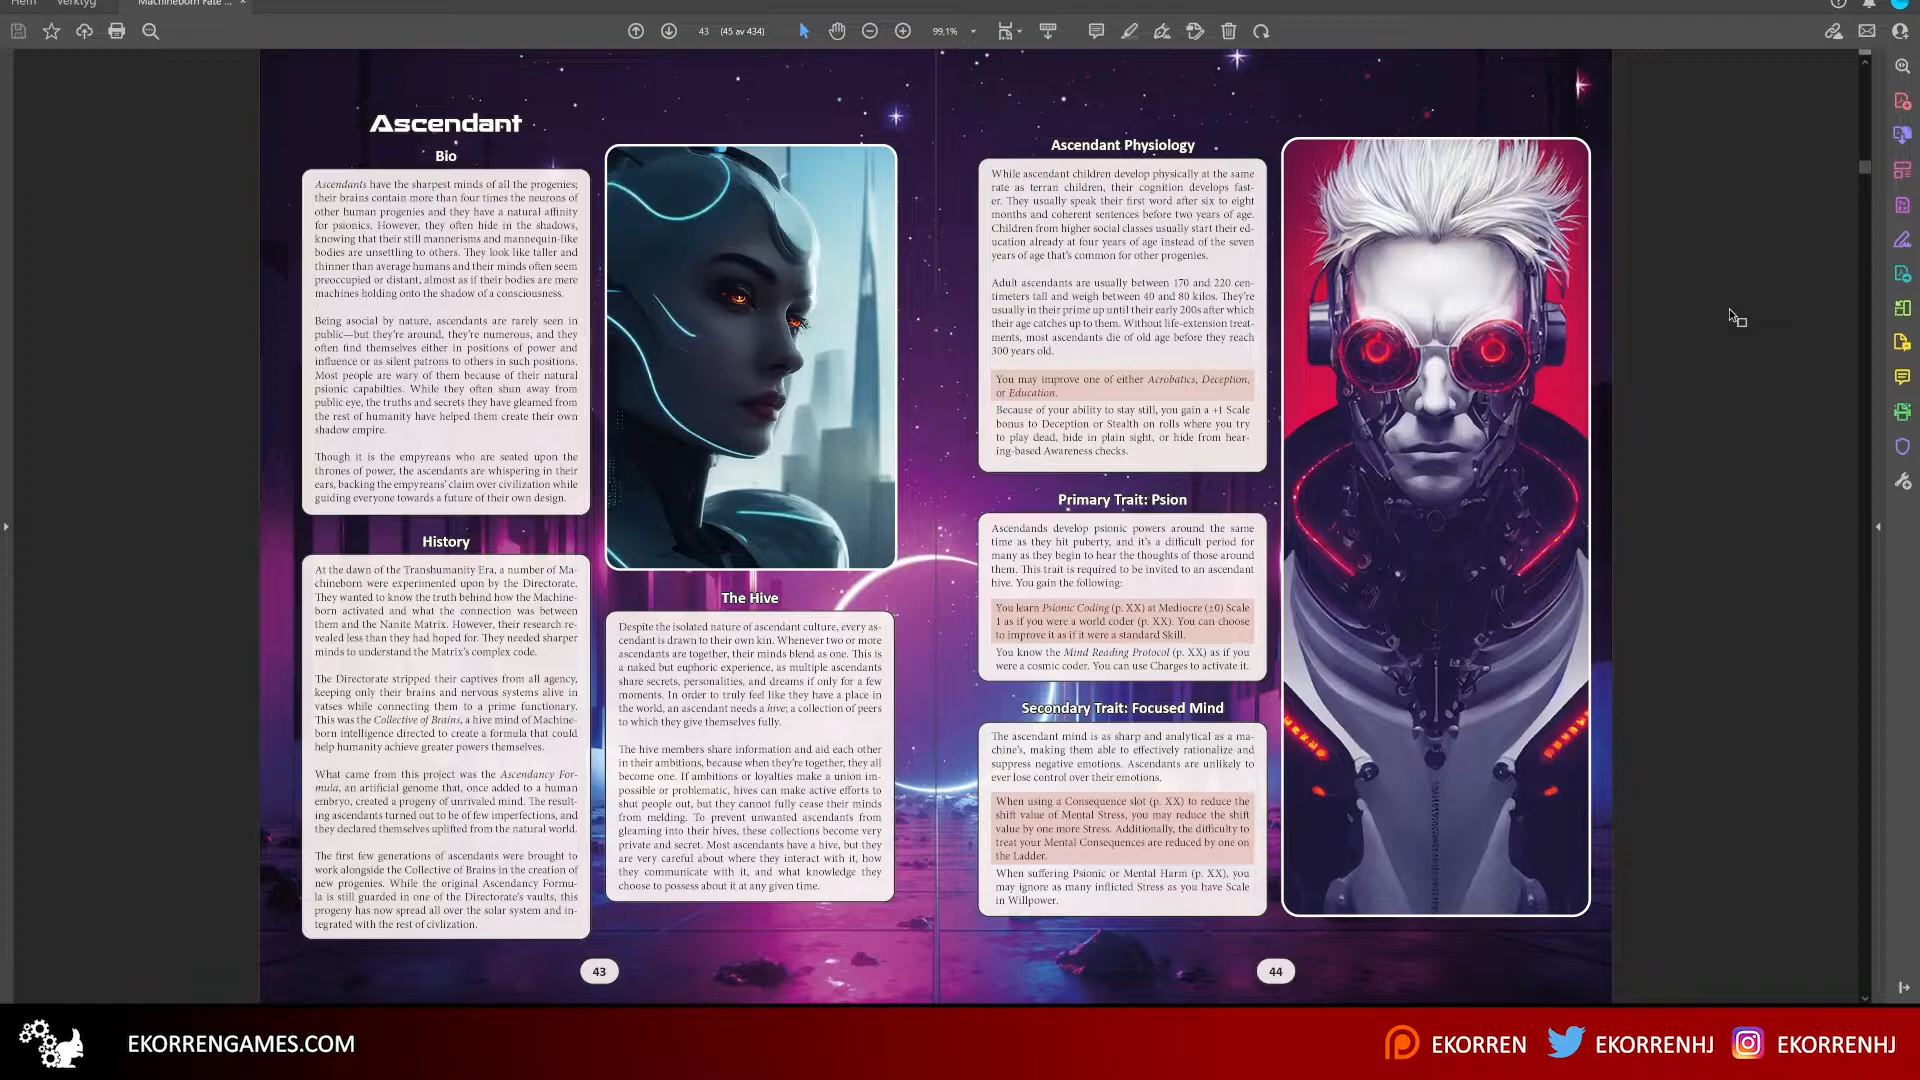 Hem
Verktyg
Machineborn Fate ...
43
(45 av 434)
99,1%
Ascendant
Bio
Ascendants have the sharpest minds of all the progenies;
their brains contain more than four times the neurons of
other human progenies and they have a natural affinity
for psionics. However, they often hide in the shadows,
knowing that their still mannerisms and mannequin-like
bodies are unsettling to others. They look like taller and
thinner than average humans and their minds often seem
preoccupied or distant, almost as if their bodies are mere
machines holding onto the shadow of a consciousness.
Being asocial by nature, ascendants are rarely seen in
public—but they're around, they're numerous, and they
often find themselves either in positions of power and
influence or as silent patrons to others in such positions.
Most people are wary of them because of their natural
psionic capabilties. While they often shun away from
public eye, the truths and secrets they have gleamed from
the rest of humanity have helped them create their own
shadow empire.
Though it is the empyreans who are seated upon the
thrones of power, the ascendants are whispering in their
ears, backing the empyreans' claim over civilization while
guiding everyone towards a future of their own design.
History
At the dawn of the Transhumanity Era, a number of Ma-
chineborn were experimented upon by the Directorate.
They wanted to know the truth behind how the Machine-
born activated and what the connection was between
them and the Nanite Matrix. However, their research re-
vealed less than they had hoped for. They needed sharper
minds to understand the Matrix's complex code.
The Directorate stripped their captives from all agency,
keeping only their brains and nervous systems alive in
vatses while connecting them to a prime functionary.
This was the Collective of Brains, a hive mind of Machine-
born intelligence directed to create a formula that could
help humanity achieve greater powers themselves.
What came from this project was the Ascendancy For-
mula, an artificial genome that, once added to a human
embryo, created a progeny of unrivaled mind. The result-
ing ascendants turned out to be of few imperfections, and
they declared themselves uplifted from the natural world.
The first few generations of ascendants were brought to
work alongside the Collective of Brains in the creation of
new progenies. While the original Ascendancy Formu-
la is still guarded in one of the Directorate's vaults, this
progeny has now spread all over the solar system and in-
tegrated with the rest of civlization.
The Hive
Despite the isolated nature of ascendant culture, every as-
cendant is drawn to their own kin. Whenever two or more
ascendants are together, their minds blend as one. This is
a naked but euphoric experience, as multiple ascendants
share secrets, personalities, and dreams if only for a few
moments. In order to truly feel like they have a place in
the world, an ascendant needs a hive; a collection of peers
to which they give themselves fully.
The hive members share information and aid each other
in their ambitions, because when they're together, they all
become one. If ambitions or loyalties make a union im-
possible or problematic, hives can make active efforts to
shut people out, but they cannot fully cease their minds
from melding. To prevent unwanted ascendants from
gleaming into their hives, these collections become very
private and secret. Most ascendants have a hive, but they
are very careful about where they interact with it, how
they communicate with it, and what knowledge they
choose to possess about it at any given time.
43
Ascendant Physiology
While ascendant children develop physically at the same
rate as terran children, their cognition develops fast-
er. They usually speak their first word after six to eight
months and coherent sentences before two years of age.
Children from higher social classes usually start their ed-
ucation already at four years of age instead of the seven
years of age that's common for other progenies.
Adult ascendants are usually between 170 and 220 cen-
timeters tall and weigh between 40 and 80 kilos. They're
usually in their prime up until their early 200s after which
their age catches up to them. Without life-extension treat-
ments, most ascendants die of old age before they reach
300 years old.
You may improve one of either Acrobatics, Deception,
or Education.
Because of your ability to stay still, you gain a +1 Scale
bonus to Deception or Stealth on rolls where you try
to play dead, hide in plain sight, or hide from hear-
ing-based Awareness checks.
Primary Trait: Psion
Ascendands develop psionic powers around the same
time as they hit puberty, and it's a difficult period for
many as they begin to hear the thoughts of those around
them. This trait is required to be invited to an ascendant
hive. You gain the following:
You learn Psionic Coding (p. XX) at Mediocre (±0) Scale
1 as if you were a world coder (p. XX). You can choose
to improve it as if it were a standard Skill.
You know the Mind Reading Protocol (p. XX) as if you
were a cosmic coder. You can use Charges to activate it.
Secondary Trait: Focused Mind
The ascendant mind is as sharp and analytical as a ma-
chine's, making them able to effectively rationalize and
suppress negative emotions. Ascendants are unlikely to
ever lose control over their emotions.
When using a Consequence slot (p. XX) to reduce the
shift value of Mental Stress, you may reduce the shift
value by one more Stress. Additionally, the difficulty to
treat your Mental Consequences are reduced by one on
the Ladder.
When suffering Psionic or Mental Harm (p. XX), you
may ignore as many inflicted Stress as you have Scale
in Willpower.
44
EKORRENGAMES.COM
EKORREN
EKORRENHJ
EKORRENHJ